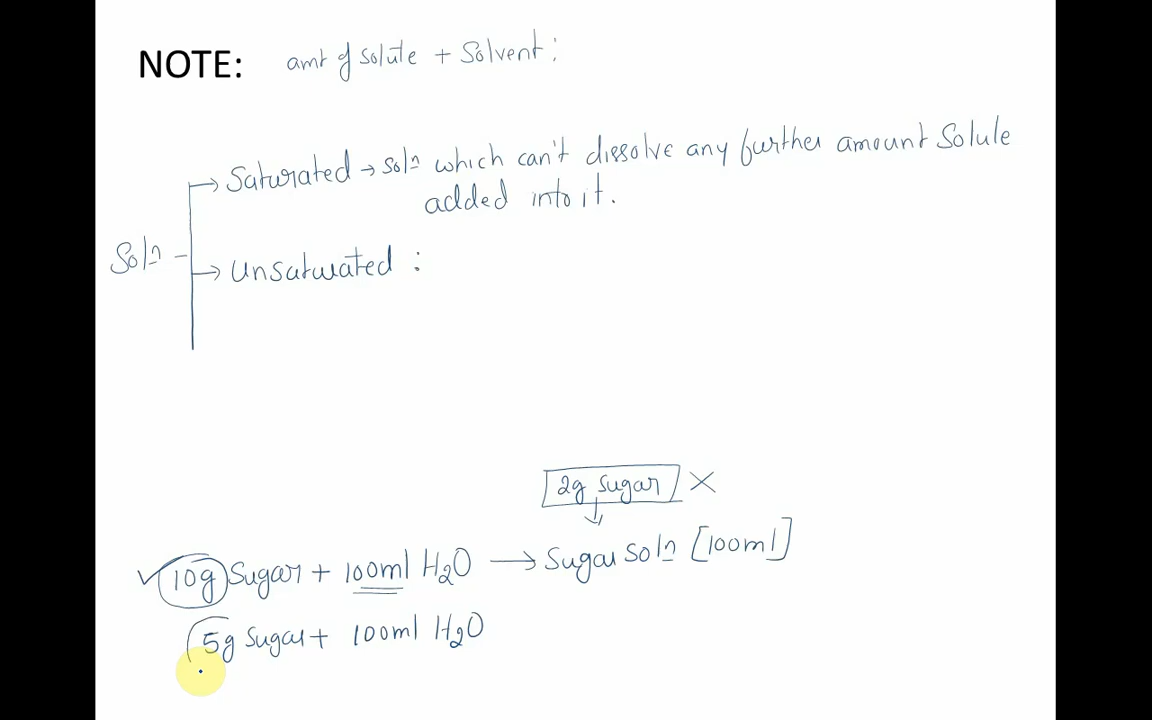 NOTE: amt of Solute + Solvent ;
Saturated → Soln which can't dissolve any further amount Solule
added into it.
Soln
→ Unsaturated :
2g Sugar ×
✓ 10g Sugar + 100ml H₂O → Sugar Soln [100ml]
5g Sugar + 100ml H₂O